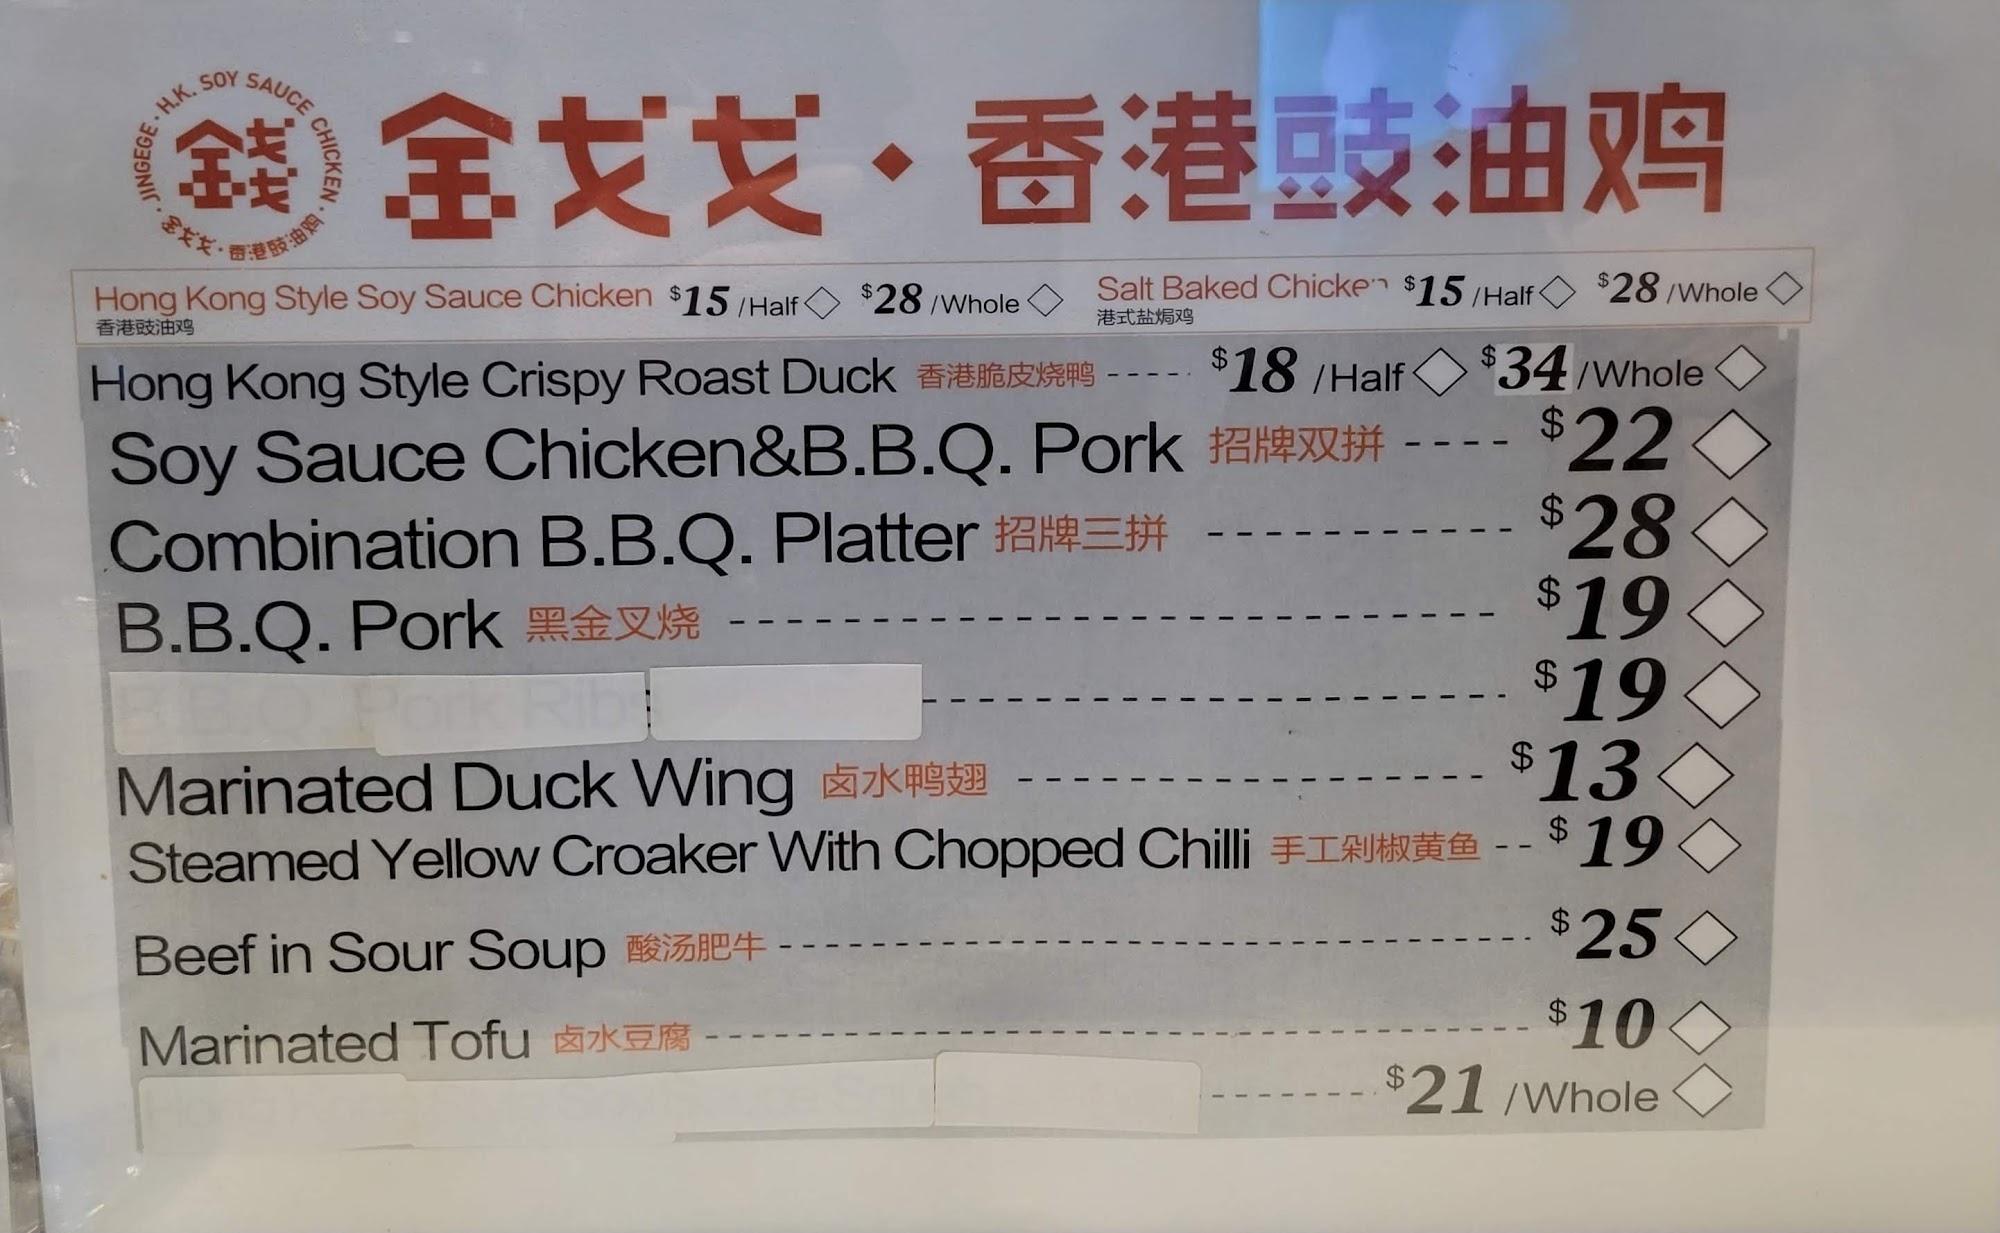 JINGEGE · H.K. SOY SAUCE CHICKEN · 金戈戈·香港豉油鸡
金戈戈·香港豉油鸡
Hong Kong Style Soy Sauce Chicken $15 /Half $28 /Whole Salt Baked Chicken $15 /Half $28 /Whole
香港豉油鸡 港式盐焗鸡
Hong Kong Style Crispy Roast Duck 香港脆皮烧鸭 ---- $18 /Half $34 /Whole
Soy Sauce Chicken&B.B.Q. Pork 招牌双拼 ---- $22
Combination B.B.Q. Platter 招牌三拼 ----------- $28
B.B.Q. Pork 黑金叉烧 -------------------------------- $19
B.B.Q. Pork Ribs ------------------------ $19
Marinated Duck Wing 卤水鸭翅 -------------------- $13
Steamed Yellow Croaker With Chopped Chilli 手工剁椒黄鱼 -- $19
Beef in Sour Soup 酸汤肥牛 ---------------------------------------- $25
Marinated Tofu 卤水豆腐 -------------------------------------------- $10
-------- $21 /Whole